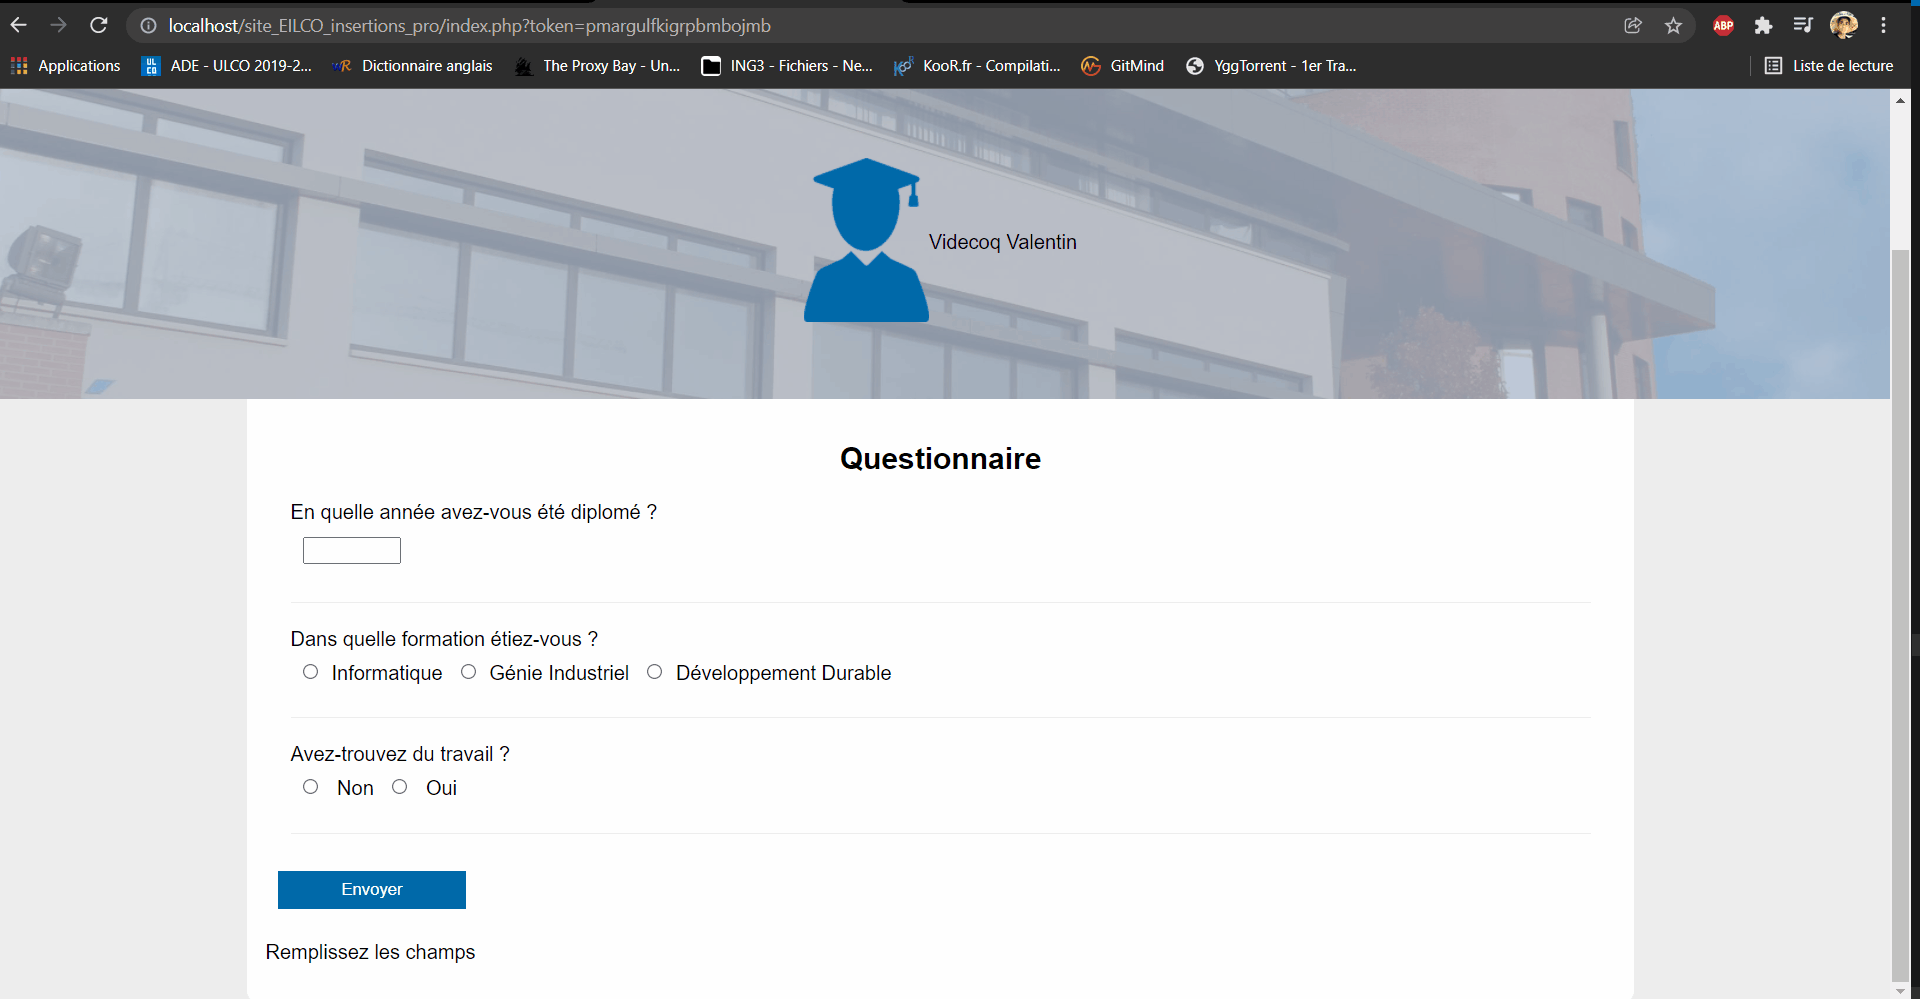 localhost/site_EILCO_insertions_pro/index.php?token=pmargulfkigrpbmbojmb
ABP
Applications ULCO ADE - ULCO 2019-2... WR Dictionnaire anglais The Proxy Bay - Un... ING3 - Fichiers - Ne... KooR KooR.fr - Compilati... GitMind YggTorrent - 1er Tra... Liste de lecture
Videcoq Valentin
Questionnaire
En quelle année avez-vous été diplomé ?
Dans quelle formation étiez-vous ?
Informatique Génie Industriel Développement Durable
Avez-trouvez du travail ?
Non Oui
Envoyer
Remplissez les champs